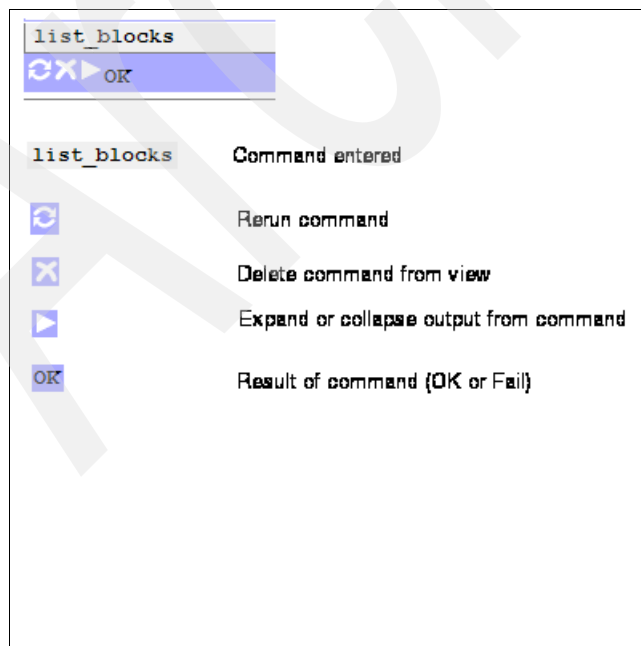 list_blocks
OK
list_blocks Command entered
Rerun command
Delete command from view
Expand or collapse output from command
OK Result of command (OK or Fail)